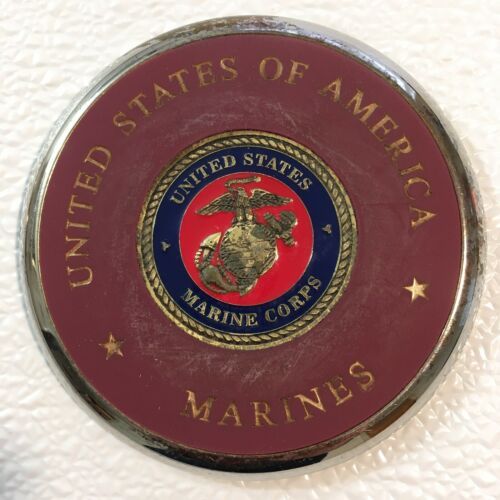 UNITED STATES OF AMERICA
UNITED STATES
MARINE CORPS
MARINES